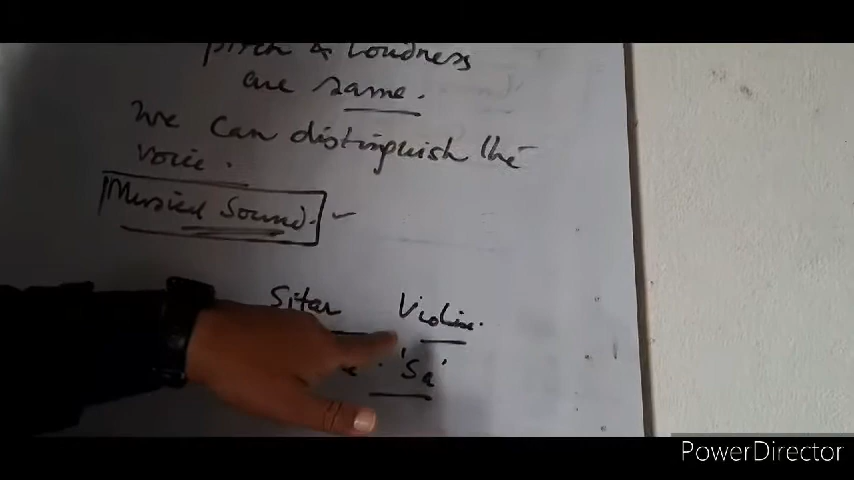 pitch & Loudness
are same.
We can distinguish the
voice.
Musical Sound.
Sitar Violin.
'Sa'
PowerDirector